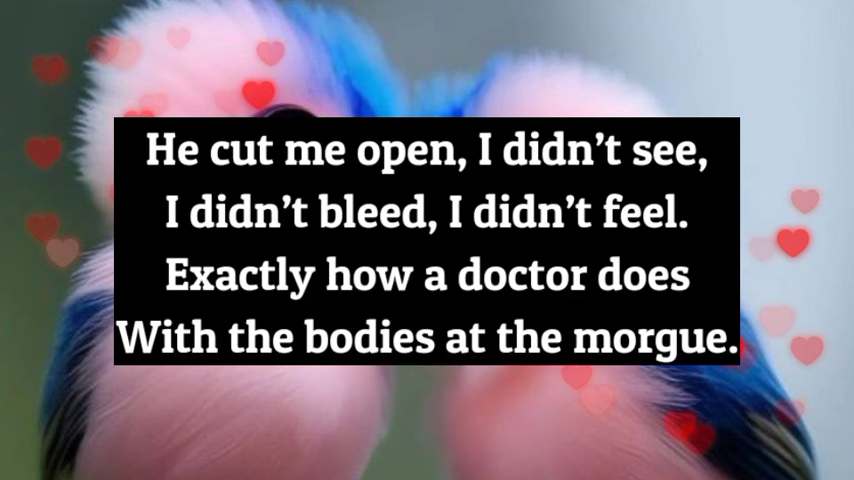 He cut me open, I didn’t see,
I didn’t bleed, I didn’t feel.
Exactly how a doctor does
With the bodies at the morgue.